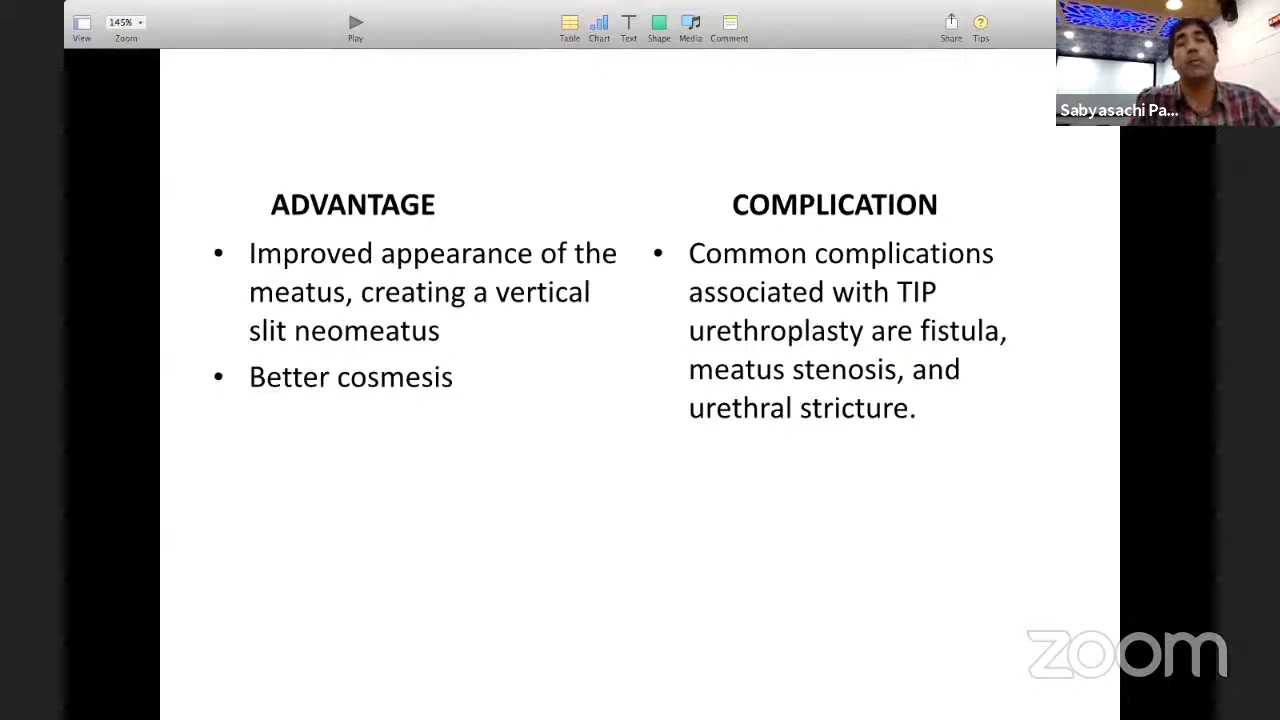 145%
View
Zoom
Play
Table
Chart
Text
Shape
Media
Comment
Share
Tips
Sabyasachi Pa...
ADVANTAGE
• Improved appearance of the
meatus, creating a vertical
slit neomeatus
• Better cosmesis
COMPLICATION
• Common complications
associated with TIP
urethroplasty are fistula,
meatus stenosis, and
urethral stricture.
zoom